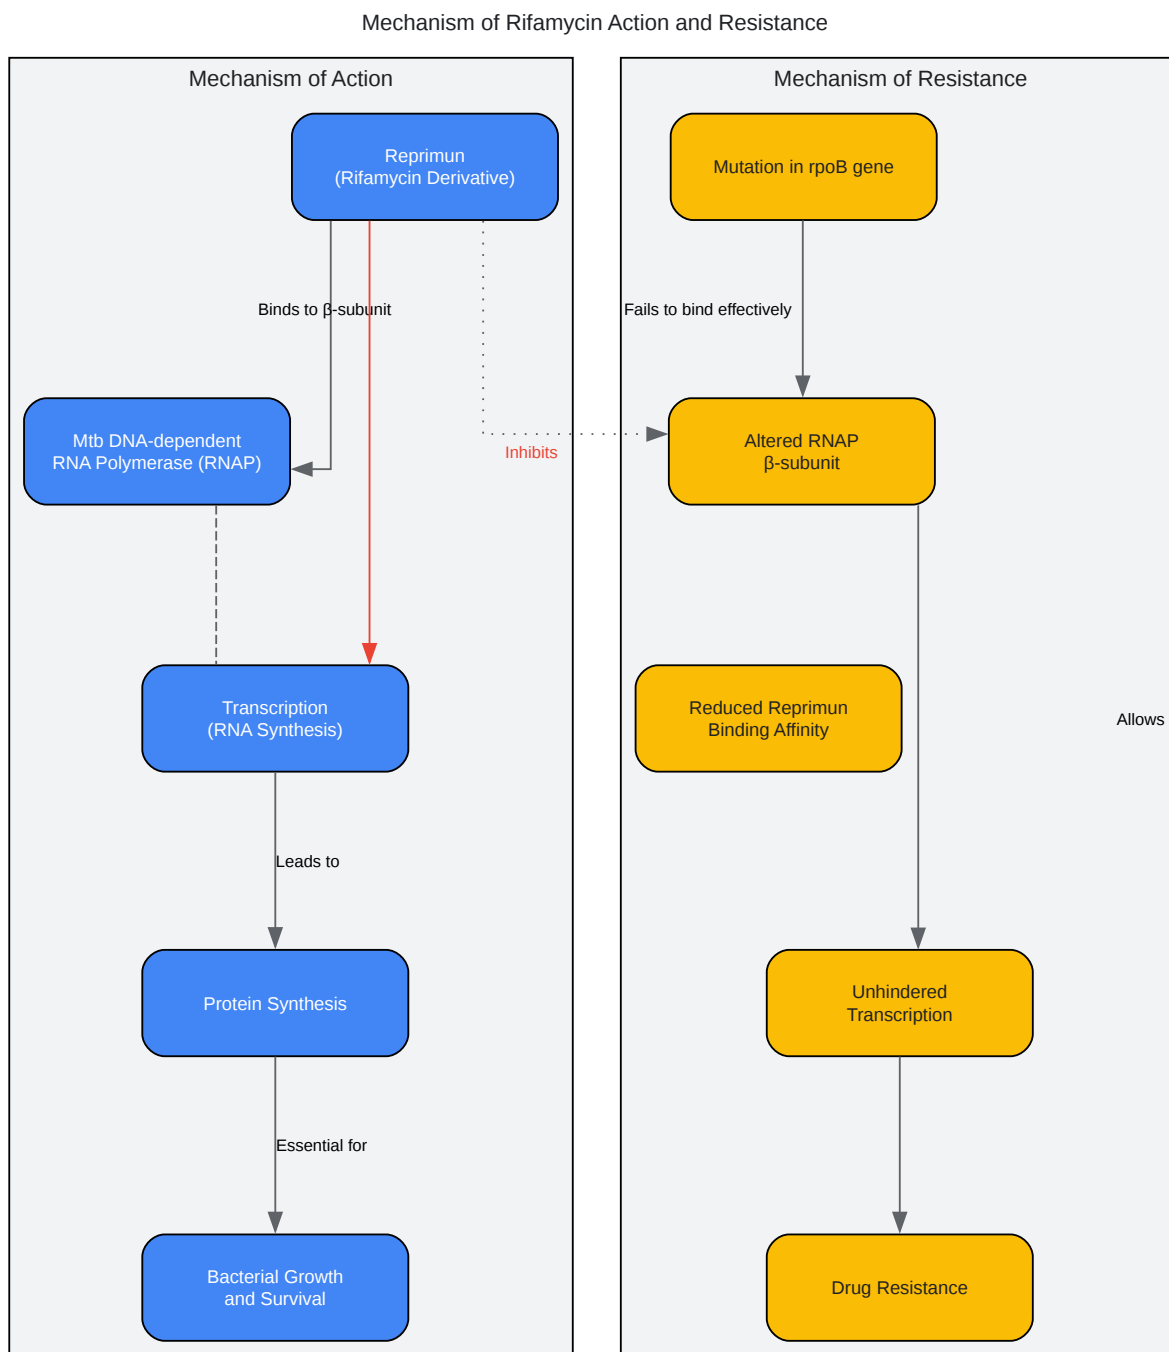 Mechanism of Rifamycin Action and Resistance
Mechanism of Action
Reprimun
(Rifamycin Derivative)
Binds to β-subunit
Mtb DNA-dependent
RNA Polymerase (RNAP)
Inhibits
Transcription
(RNA Synthesis)
Leads to
Protein Synthesis
Essential for
Bacterial Growth
and Survival
Mechanism of Resistance
Mutation in rpoB gene
Fails to bind effectively
Altered RNAP
β-subunit
Reduced Reprimun
Binding Affinity
Allows
Unhindered
Transcription
Drug Resistance